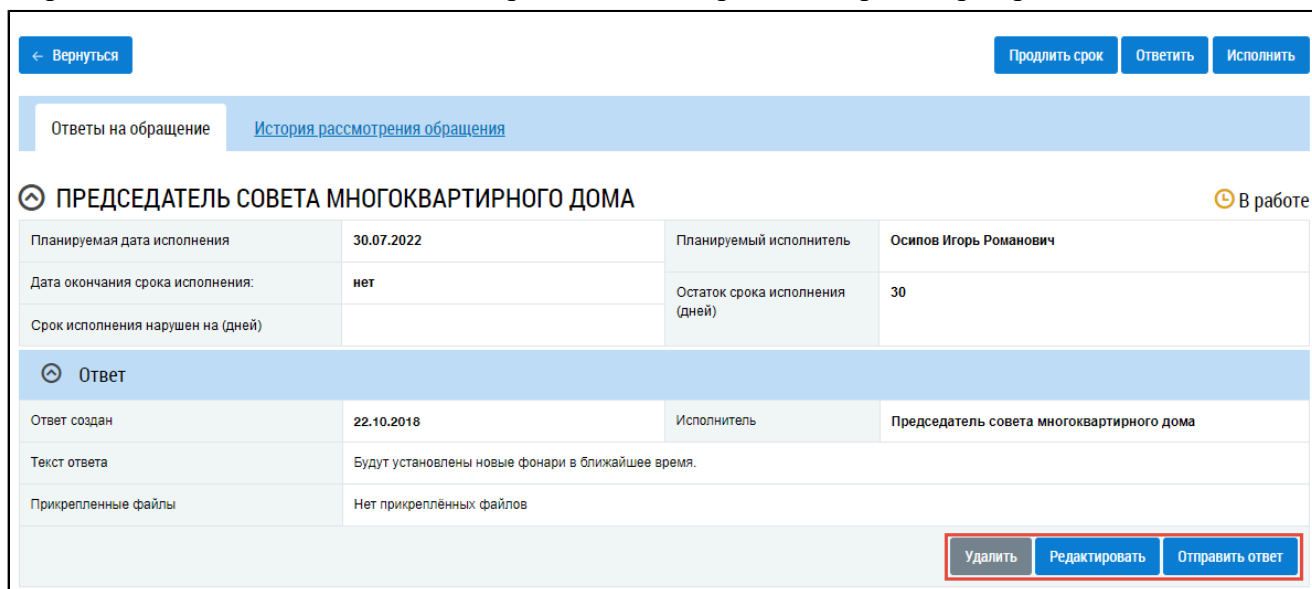 ← Вернуться
Продлить срок Ответить Исполнить
Ответы на обращение История рассмотрения обращения
ПРЕДСЕДАТЕЛЬ СОВЕТА МНОГОКВАРТИРНОГО ДОМА В работе
Планируемая дата исполнения 30.07.2022 Планируемый исполнитель Осипов Игорь Романович
Дата окончания срока исполнения: нет Остаток срока исполнения (дней) 30
Срок исполнения нарушен на (дней)
Ответ
Ответ создан 22.10.2018 Исполнитель Председатель совета многоквартирного дома
Текст ответа Будут установлены новые фонари в ближайшее время.
Прикрепленные файлы Нет прикреплённых файлов
Удалить Редактировать Отправить ответ